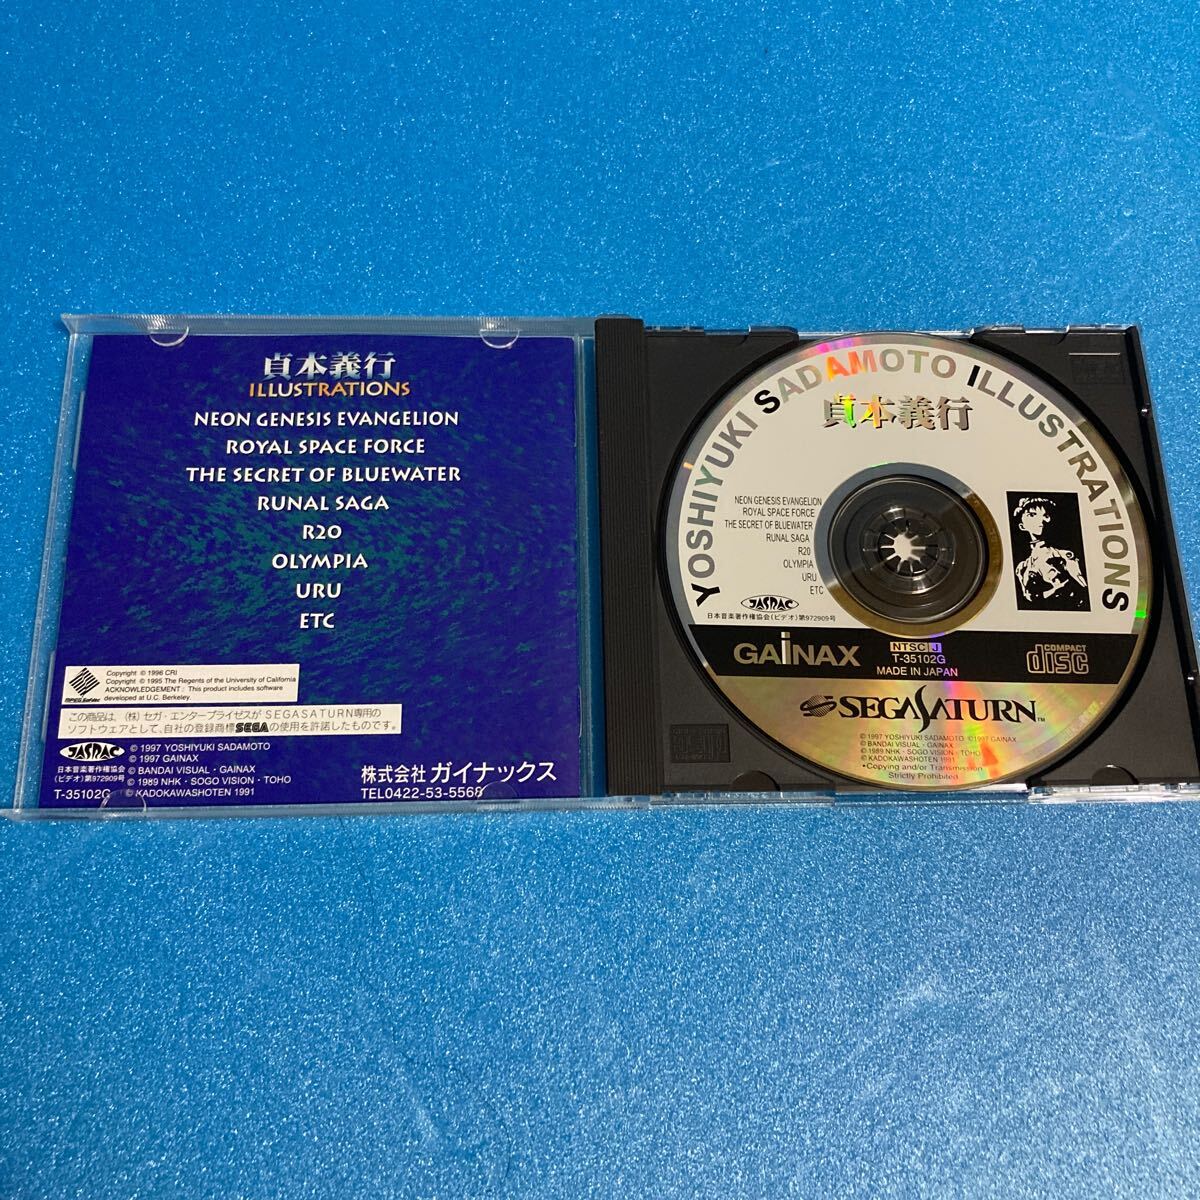 貞本義行
ILLUSTRATIONS
NEON GENESIS EVANGELION
ROYAL SPACE FORCE
THE SECRET OF BLUEWATER
RUNAL SAGA
R20
OLYMPIA
URU
ETC
Copyright © 1996 CRI
Copyright © 1995 The Regents of the University of California
ACKNOWLEDGEMENT : This product includes software
developed at U.C. Berkeley.
MPEG Sofdec
この商品は、(株)セガ・エンタープライゼスがSEGASATURN専用の
ソフトウェアとして、自社の登録商標SEGAの使用を許諾したものです。
JASRAC
日本音楽著作権協会
(ビデオ)第972909号
T-35102G
© 1997 YOSHIYUKI SADAMOTO
© 1997 GAINAX
© BANDAI VISUAL・GAINAX
© 1989 NHK・SOGO VISION・TOHO
© KADOKAWASHOTEN 1991
株式会社 ガイナックス
TEL0422-53-5568
YOSHIYUKI SADAMOTO ILLUSTRATIONS
貞本義行
NEON GENESIS EVANGELION
ROYAL SPACE FORCE
THE SECRET OF BLUEWATER
RUNAL SAGA
R20
OLYMPIA
URU
ETC
JASRAC
日本音楽著作権協会(ビデオ)第972909号
GAINAX
NTSC J
T-35102G
MADE IN JAPAN
COMPACT
disc
SEGASATURN™
© 1997 YOSHIYUKI SADAMOTO © 1997 GAINAX
© BANDAI VISUAL・GAINAX
© 1989 NHK・SOGO VISION・TOHO
© KADOKAWASHOTEN 1991
•Copying and/or Transmission
Strictly Prohibited